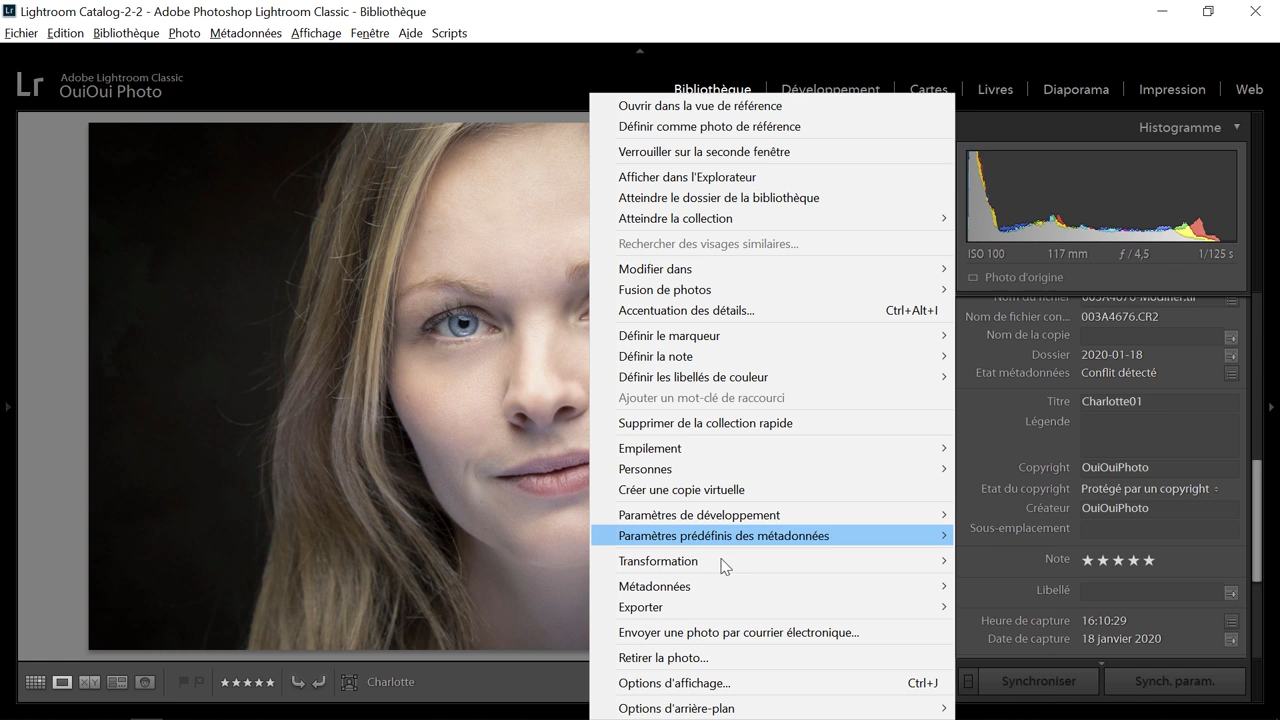 Lightroom Catalog-2-2 - Adobe Photoshop Lightroom Classic - Bibliothèque
Fichier Edition Bibliothèque Photo Métadonnées Affichage Fenêtre Aide Scripts
Lr Adobe Lightroom Classic
OuiOui Photo
Bibliothèque Développement Cartes Livres Diaporama Impression Web
Ouvrir dans la vue de référence
Définir comme photo de référence
Verrouiller sur la seconde fenêtre
Afficher dans l'Explorateur
Atteindre le dossier de la bibliothèque
Atteindre la collection
Rechercher des visages similaires...
Modifier dans
Fusion de photos
Accentuation des détails... Ctrl+Alt+I
Définir le marqueur
Définir la note
Définir les libellés de couleur
Ajouter un mot-clé de raccourci
Supprimer de la collection rapide
Empilement
Personnes
Créer une copie virtuelle
Paramètres de développement
Paramètres prédéfinis des métadonnées
Transformation
Métadonnées
Exporter
Envoyer une photo par courrier électronique...
Retirer la photo...
Options d'affichage... Ctrl+J
Options d'arrière-plan
Histogramme
ISO 100 117 mm ƒ / 4,5 1/125 s
Photo d'origine
Nom du fichier 003A4676-Modifier.tif
Nom de fichier con... 003A4676.CR2
Nom de la copie
Dossier 2020-01-18
Etat métadonnées Conflit détecté
Titre Charlotte01
Légende
Copyright OuiOuiPhoto
Etat du copyright Protégé par un copyright
Créateur OuiOuiPhoto
Sous-emplacement
Note ★★★★★
Libellé
Heure de capture 16:10:29
Date de capture 18 janvier 2020
XY ★★★★★ Charlotte
Synchroniser Synch. param.